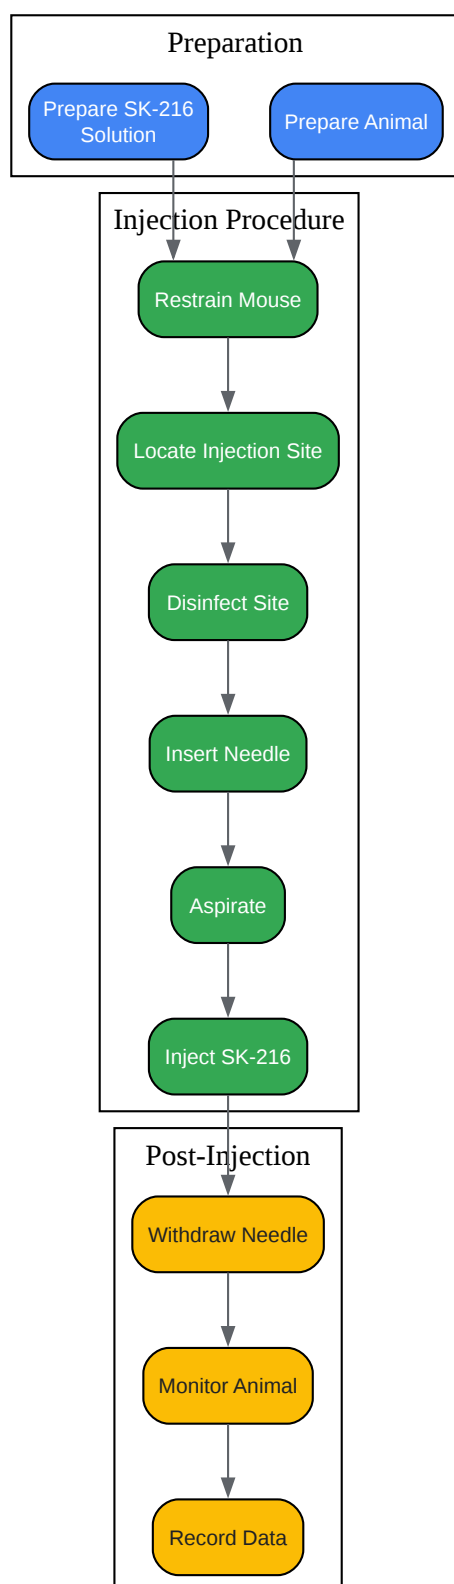 Preparation
Prepare SK-216
Solution
Prepare Animal
Injection Procedure
Restrain Mouse
Locate Injection Site
Disinfect Site
Insert Needle
Aspirate
Inject SK-216
Post-Injection
Withdraw Needle
Monitor Animal
Record Data